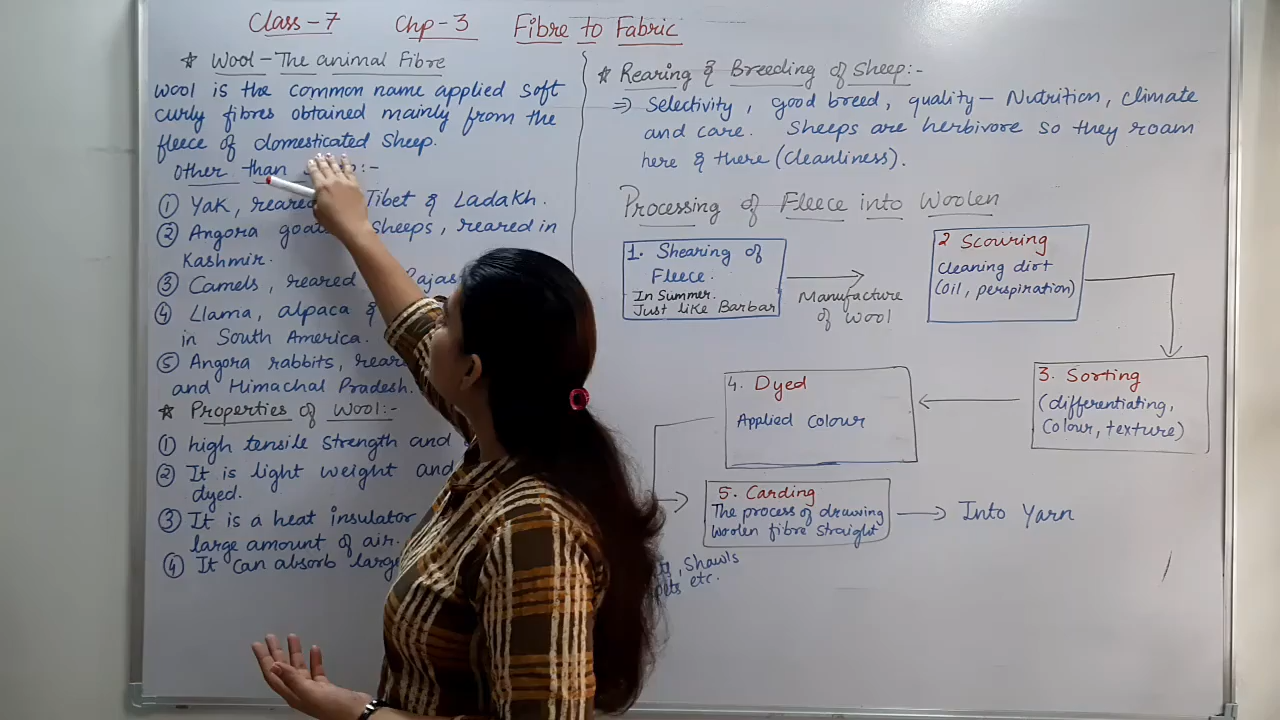 Class-7 Chp-3 Fibre to Fabric
* Wool-The animal Fibre
wool is the common name applied soft
curly fibres obtained mainly from the
fleece of domesticated Sheep.
Other than :-
① Yak, reared Tibet & Ladakh.
② Angora goat Sheeps, reared in
Kashmir.
③ Camels, reared Rajas
④ Llama, alpaca &
in South America.
⑤ Angora rabbits,
and Himachal Pradesh.
* Properties of Wool:-
① high tensile strength and
② It is light weight and
dyed.
③ It is a heat insulator
large amount of air.
④ It can absorb large
* Rearing & Breeding of Sheep:-
⇒ Selectivity, good breed, quality- Nutrition, climate
and care. Sheeps are herbivore so they roam
here & there (cleanliness).
Processing of Fleece into Woolen
1. Shearing of
Fleece.
In Summer.
Just like Barbar
Manufacture
of wool
2 Scouring
Cleaning dirt
(oil, perspiration)
3. Sorting
(differentiating,
Colour, texture)
4. Dyed
Applied Colour
5. Carding
The process of drawing
woolen fibre straight
Into Yarn
, Shawls
etc.